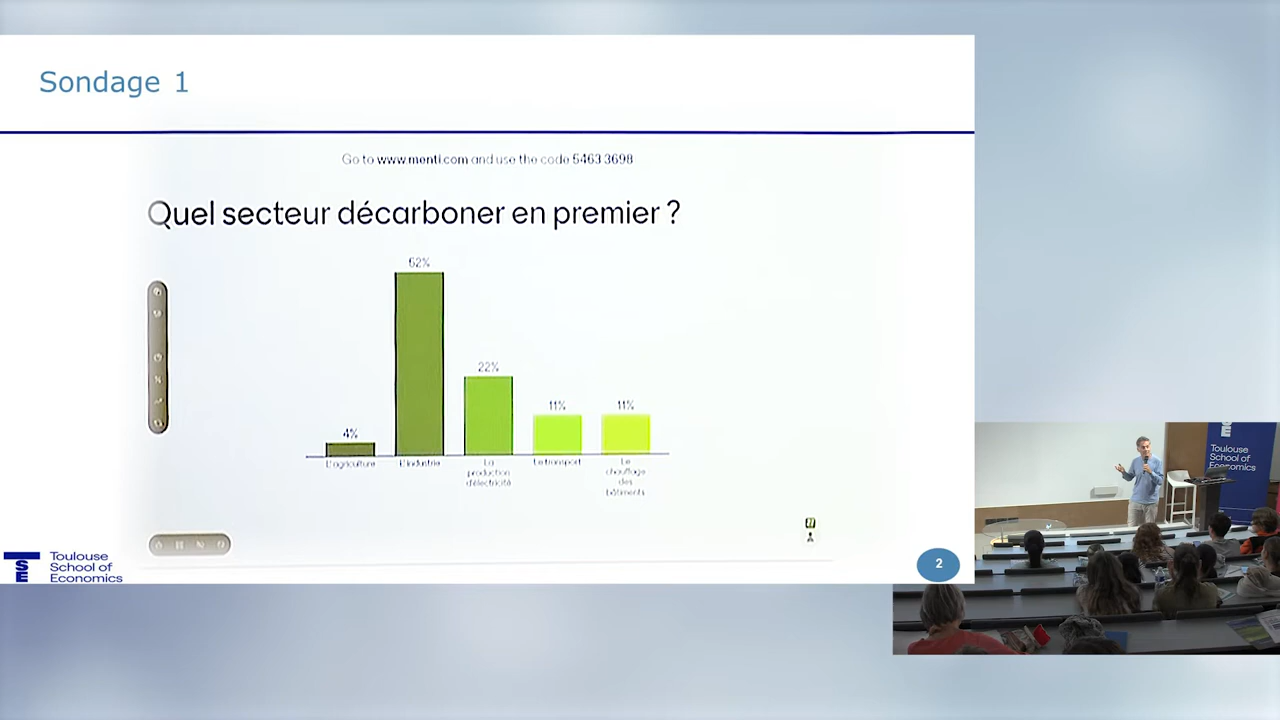 Sondage 1
Go to www.menti.com and use the code 5463 3698
Quel secteur décarboner en premier ?
4%
52%
22%
11%
11%
L'agriculture
L'industrie
La
production
d'électricité
Le transport
Le
chauffage
des
bâtiments
TSE
Toulouse
School of
Economics
2
Toulouse
School of
Economics